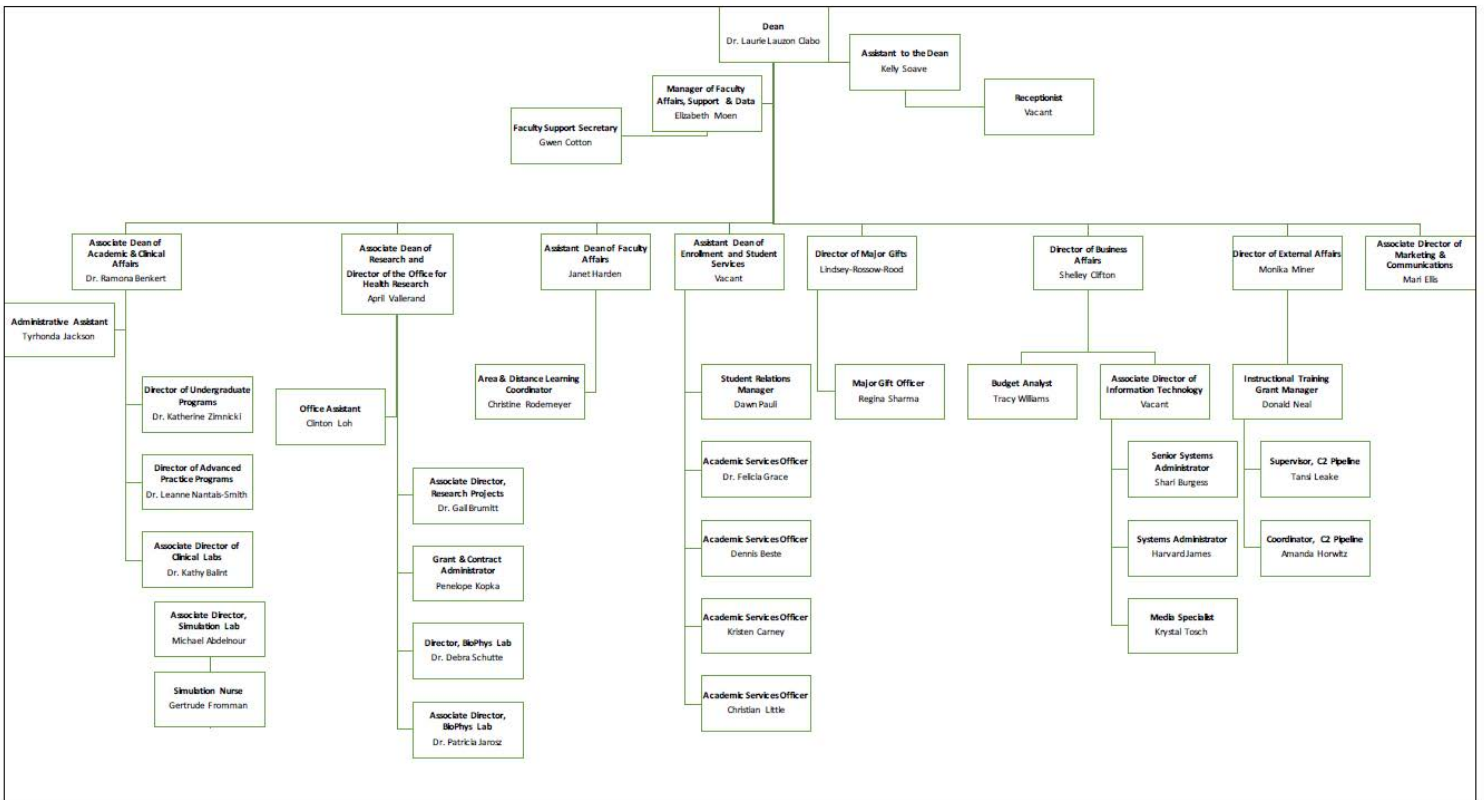 Dean
Dr. Laurie Lauzon Clabo
Assistant to the Dean
Kelly Soave
Receptionist
Vacant
Manager of Faculty
Affairs, Support & Data
Elizabeth Moen
Faculty Support Secretary
Gwen Cotton
Associate Dean of
Academic & Clinical
Affairs
Dr. Ramona Benkert
Administrative Assistant
Tyrhonda Jackson
Director of Undergraduate
Programs
Dr. Katherine Zimnicki
Director of Advanced
Practice Programs
Dr. Leanne Nantais-Smith
Associate Director of
Clinical Labs
Dr. Kathy Balint
Associate Director,
Simulation Lab
Michael Abdelnour
Simulation Nurse
Gertrude Fromman
Associate Dean of
Research and
Director of the Office for
Health Research
April Vallerand
Office Assistant
Clinton Loh
Associate Director,
Research Projects
Dr. Gail Brumitt
Grant & Contract
Administrator
Penelope Kopka
Director, BioPhys Lab
Dr. Debra Schutte
Associate Director,
BioPhys Lab
Dr. Patricia Jarosz
Assistant Dean of Faculty
Affairs
Janet Harden
Area & Distance Learning
Coordinator
Christine Rodemeyer
Assistant Dean of
Enrollment and Student
Services
Vacant
Student Relations
Manager
Dawn Pauli
Academic Services Officer
Dr. Felicia Grace
Academic Services Officer
Dennis Beste
Academic Services Officer
Kristen Carney
Academic Services Officer
Christian Little
Director of Major Gifts
Lindsey-Rossow-Rood
Major Gift Officer
Regina Sharma
Director of Business
Affairs
Shelley Clifton
Budget Analyst
Tracy Williams
Associate Director of
Information Technology
Vacant
Senior Systems
Administrator
Shari Burgess
Systems Administrator
Harvard James
Media Specialist
Krystal Tosch
Director of External Affairs
Monika Miner
Instructional Training
Grant Manager
Donald Neal
Supervisor, C2 Pipeline
Tansi Leake
Coordinator, C2 Pipeline
Amanda Horwitz
Associate Director of
Marketing &
Communications
Mari Ellis